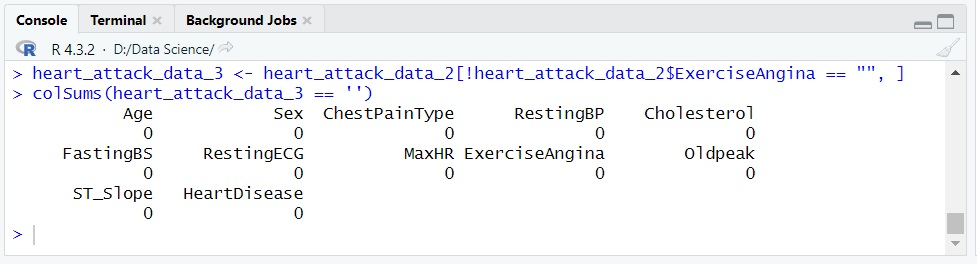 Console Terminal Background Jobs
R R 4.3.2 · D:/Data Science/
> heart_attack_data_3 <- heart_attack_data_2[!heart_attack_data_2$ExerciseAngina == "", ]
> colSums(heart_attack_data_3 == '')
Age Sex ChestPainType RestingBP Cholesterol
0 0 0 0 0
FastingBS RestingECG MaxHR ExerciseAngina Oldpeak
0 0 0 0 0
ST_Slope HeartDisease
0 0
>